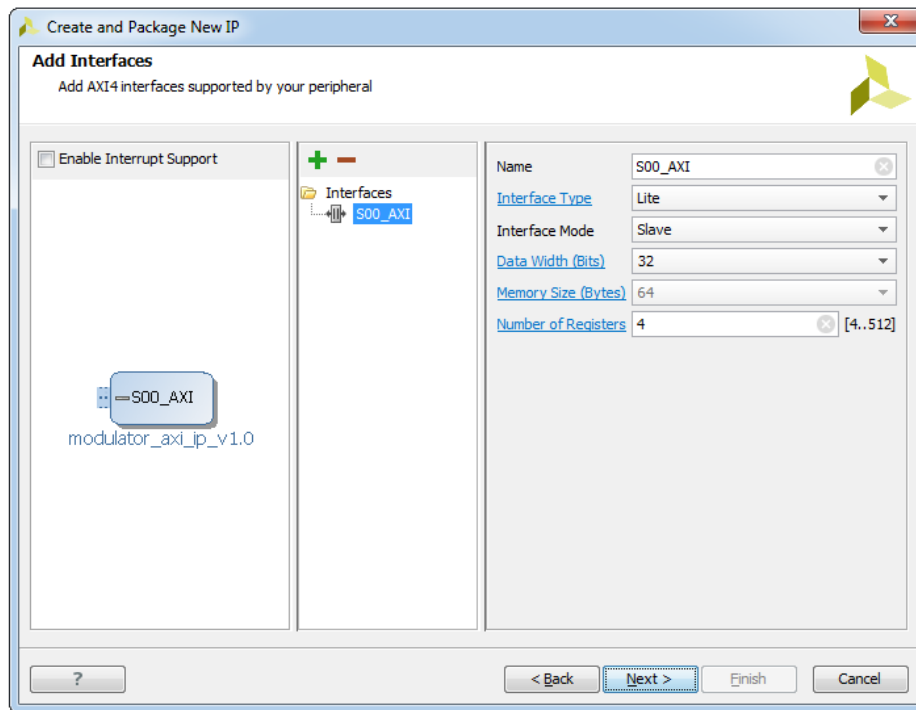 Create and Package New IP
Add Interfaces
Add AXI4 interfaces supported by your peripheral
Enable Interrupt Support
Interfaces
S00_AXI
S00_AXI
modulator_axi_ip_v1.0
Name S00_AXI
Interface Type Lite
Interface Mode Slave
Data Width (Bits) 32
Memory Size (Bytes) 64
Number of Registers 4 [4..512]
? < Back Next > Finish Cancel